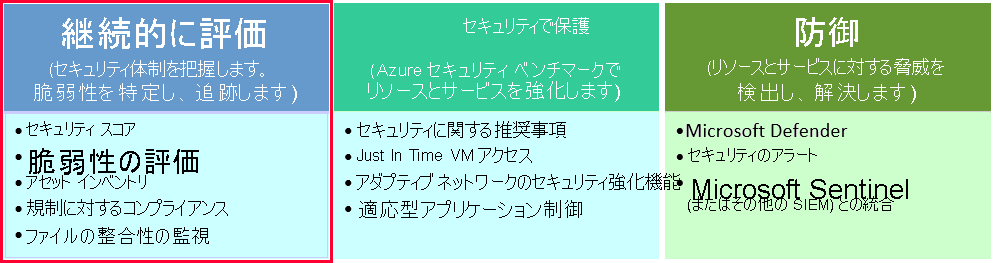 継続的に評価
(セキュリティ体制を把握します。
脆弱性を特定し、追跡します)
• セキュリティ スコア
• 脆弱性の評価
• アセット インベントリ
• 規制に対するコンプライアンス
• ファイルの整合性の監視
セキュリティで保護
(Azure セキュリティ ベンチマークで
リソースとサービスを強化します)
• セキュリティに関する推奨事項
• Just In Time VM アクセス
• アダプティブ ネットワークのセキュリティ強化機能
• 適応型アプリケーション制御
防御
(リソースとサービスに対する脅威を
検出し、解決します)
• Microsoft Defender
• セキュリティのアラート
• Microsoft Sentinel
(またはその他の SIEM) との統合